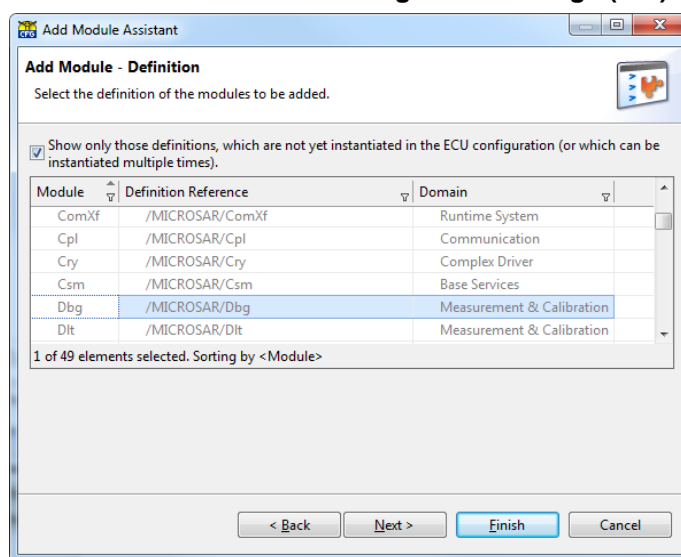 Add Module Assistant
Add Module - Definition
Select the definition of the modules to be added.
Show only those definitions, which are not yet instantiated in the ECU configuration (or which can be
instantiated multiple times).
Module Definition Reference Domain
ComXf /MICROSAR/ComXf Runtime System
Cpl /MICROSAR/Cpl Communication
Cry /MICROSAR/Cry Complex Driver
Csm /MICROSAR/Csm Base Services
Dbg /MICROSAR/Dbg Measurement & Calibration
Dlt /MICROSAR/Dlt Measurement & Calibration
1 of 49 elements selected. Sorting by <Module>
< Back Next > Finish Cancel